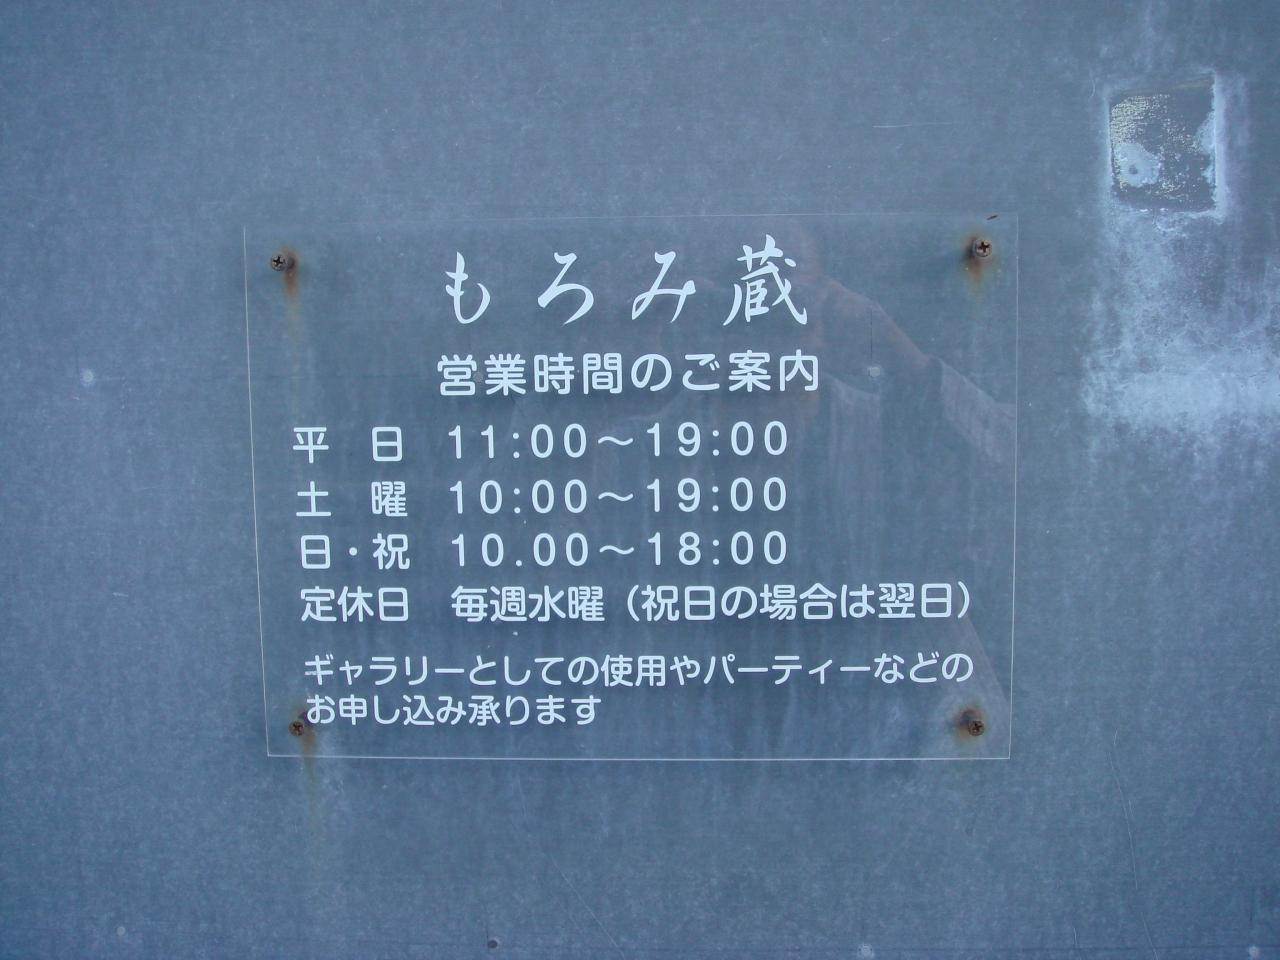 もろみ蔵
営業時間のご案内
平　日　11:00～19:00
土　曜　10:00～19:00
日・祝　10.00～18:00
定休日　毎週水曜（祝日の場合は翌日）
ギャラリーとしての使用やパーティーなどの
お申し込み承ります